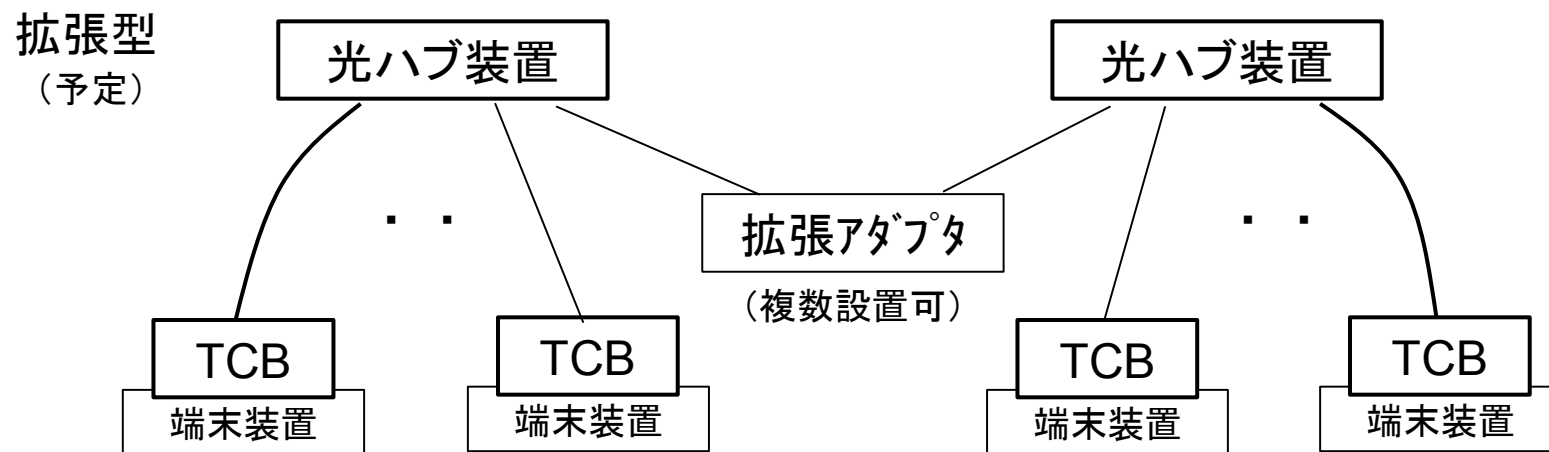 拡張型
（予定）
光ハブ装置
光ハブ装置
・・
・・
拡張ｱﾀﾞﾌﾟﾀ
（複数設置可）
TCB
TCB
TCB
TCB
端末装置
端末装置
端末装置
端末装置